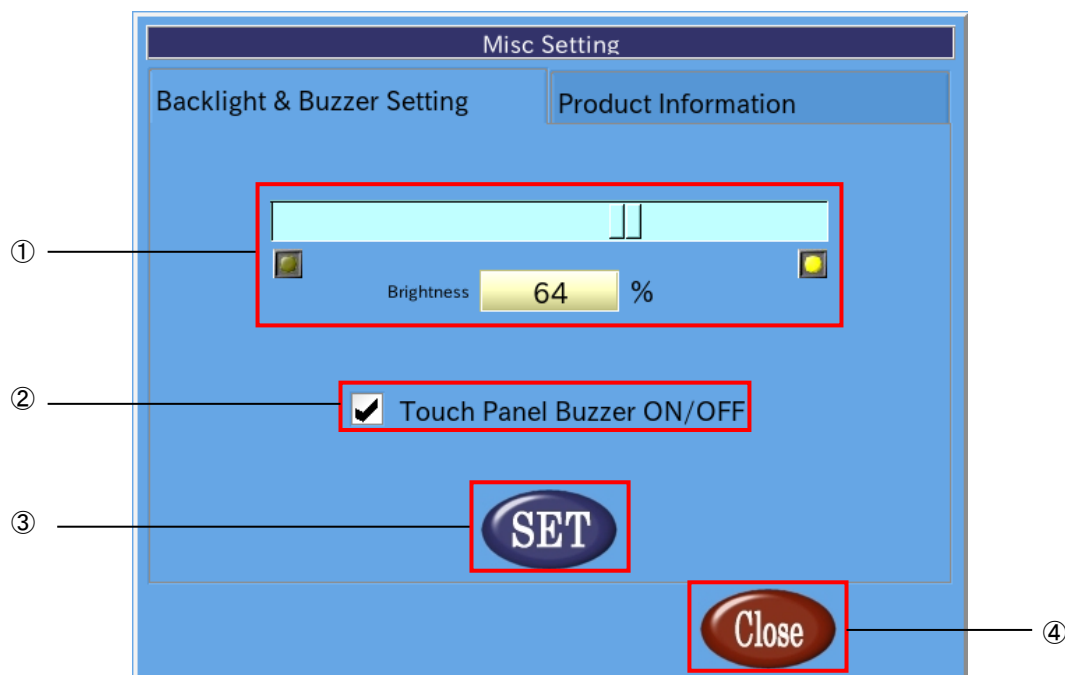 Misc Setting
Backlight & Buzzer Setting
Product Information
①
Brightness 64 %
②
Touch Panel Buzzer ON/OFF
③
SET
Close
④